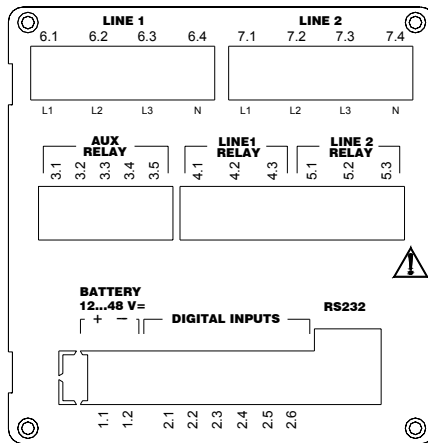 LINE 1 LINE 2
6.1 6.2 6.3 6.4 7.1 7.2 7.3 7.4
L1 L2 L3 N L1 L2 L3 N
AUX RELAY
3.1 3.2 3.3 3.4 3.5
LINE1 RELAY
4.1 4.2 4.3
LINE 2 RELAY
5.1 5.2 5.3
BATTERY
12...48 V=
+ −
DIGITAL INPUTS
RS232
1.1 1.2 2.1 2.2 2.3 2.4 2.5 2.6